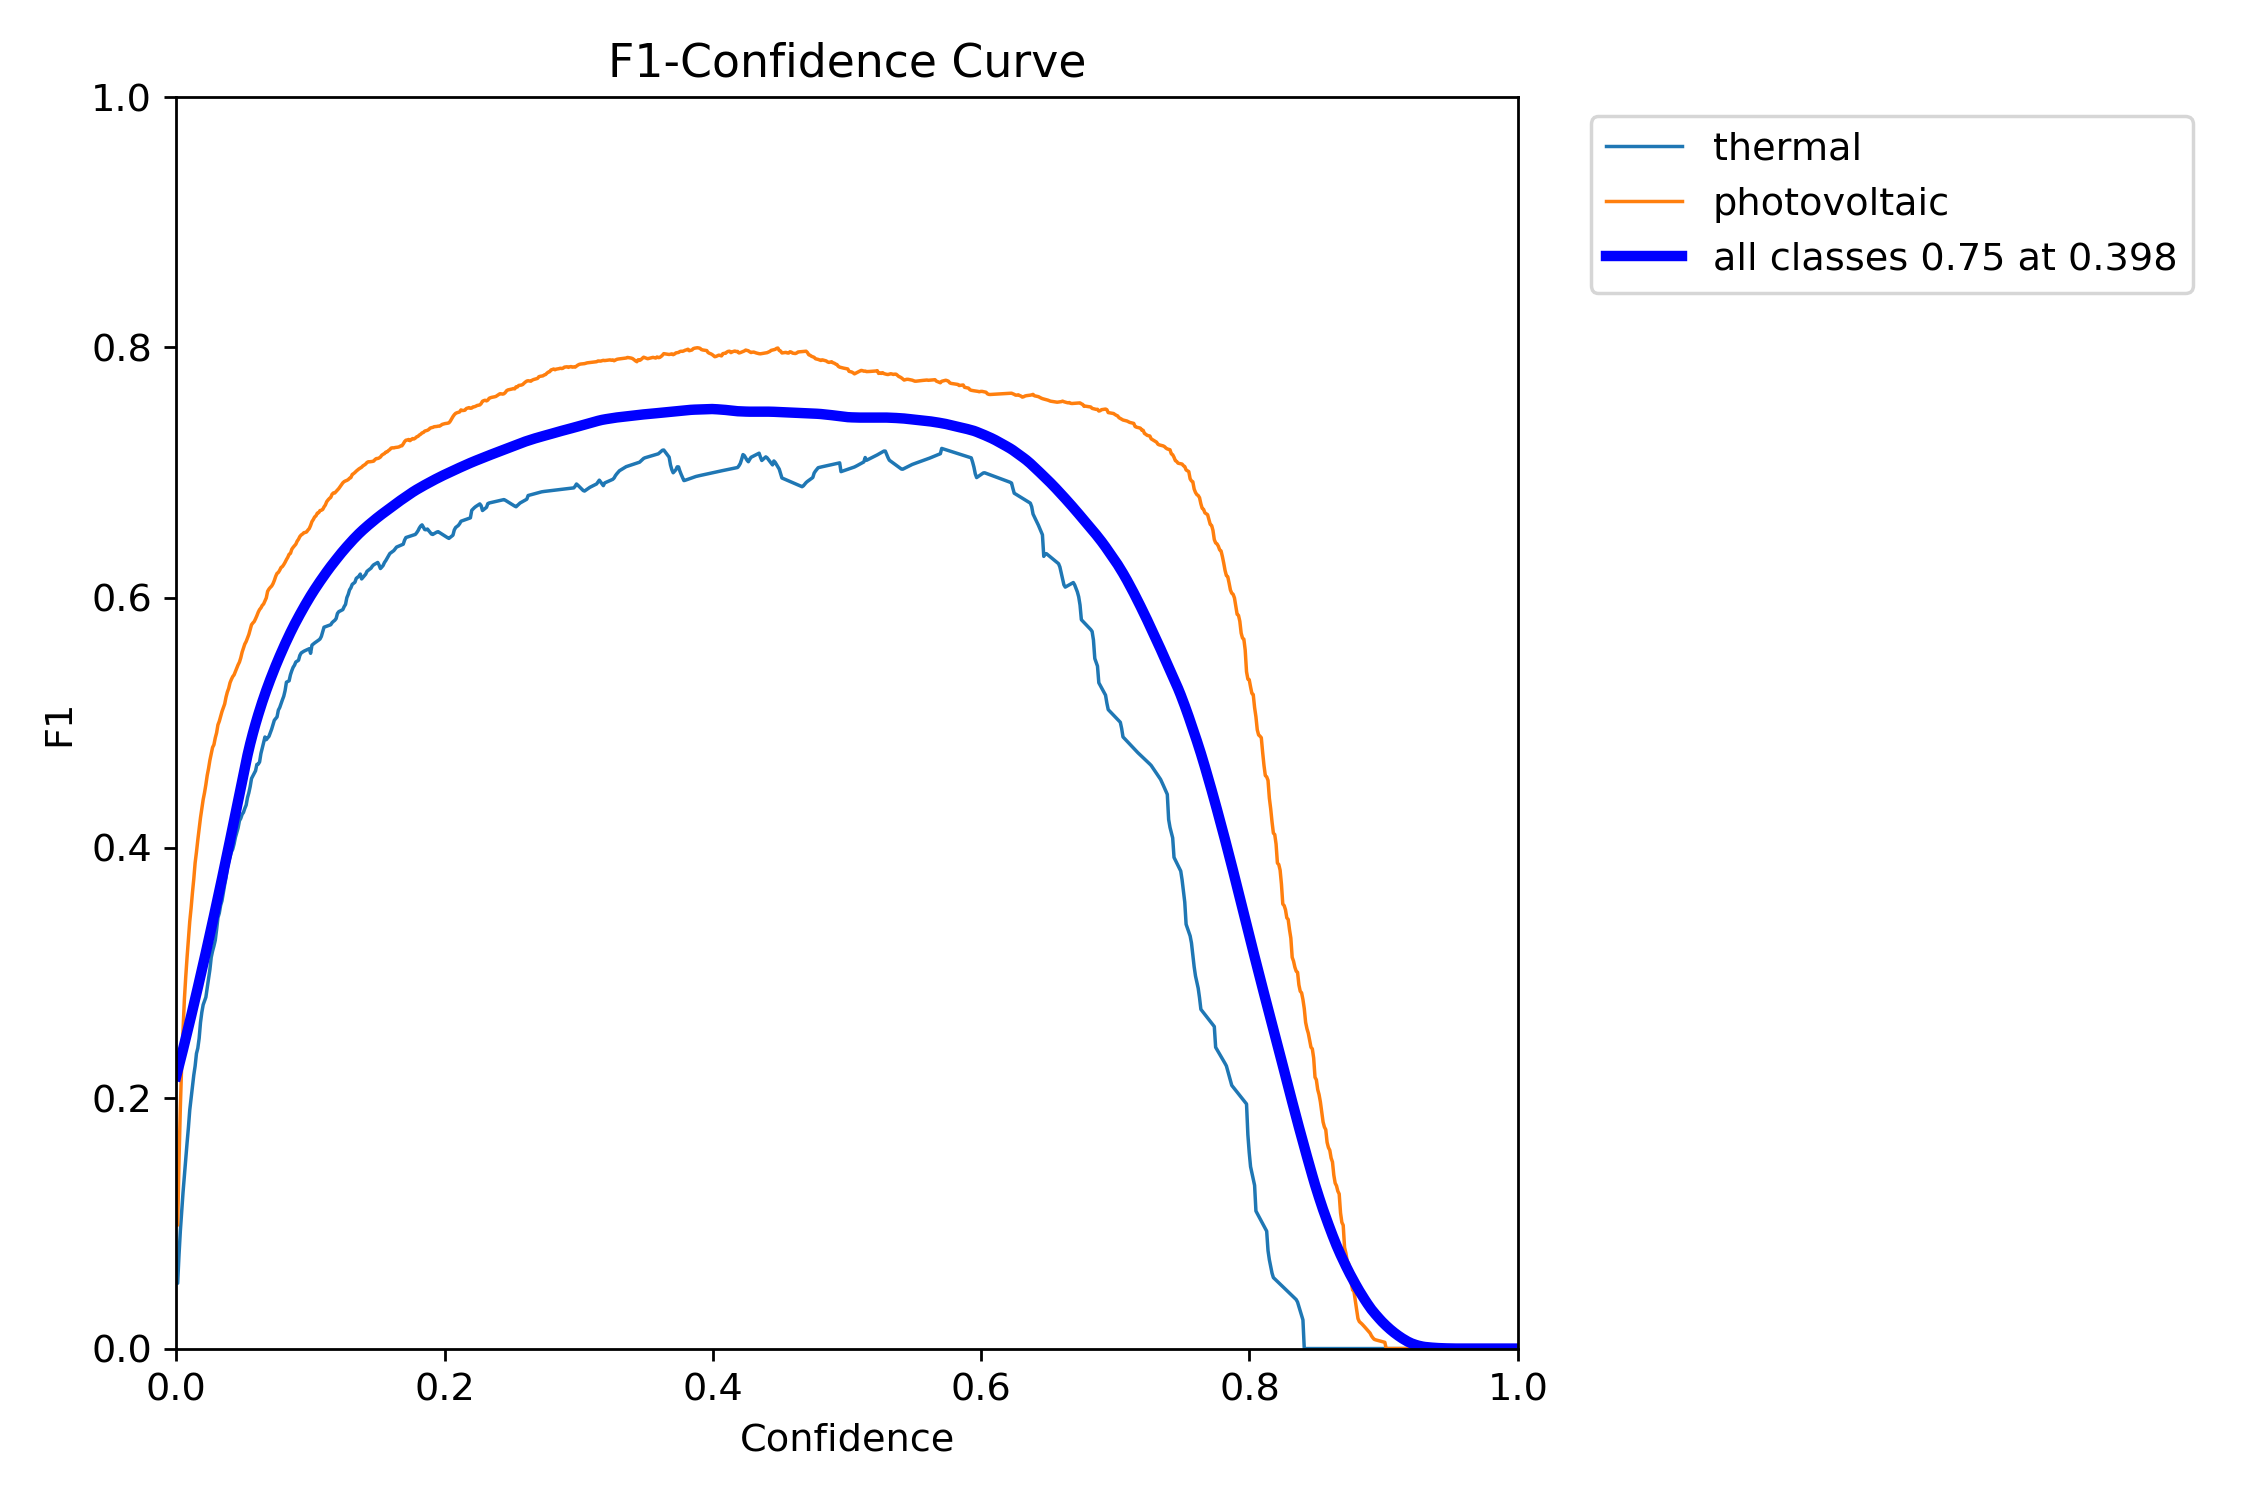 F1-Confidence Curve
1.0
0.8
0.6
0.4
0.2
0.0
F1
0.0 0.2 0.4 0.6 0.8 1.0
Confidence
thermal
photovoltaic
all classes 0.75 at 0.398